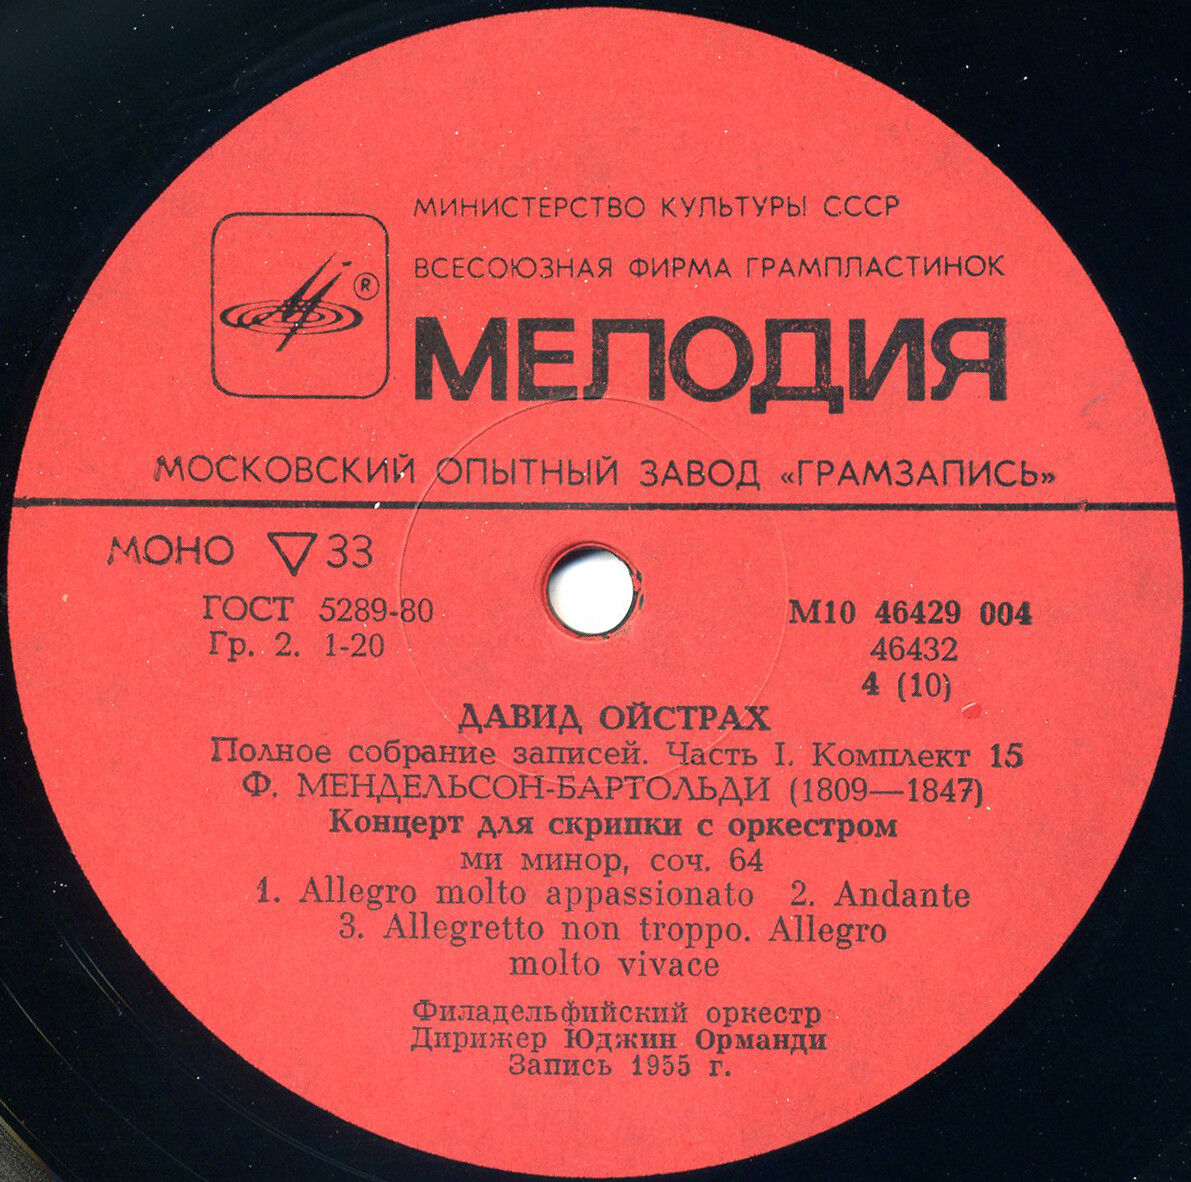 МИНИСТЕРСТВО КУЛЬТУРЫ СССР
ВСЕСОЮЗНАЯ ФИРМА ГРАМПЛАСТИНОК
®
МЕЛОДИЯ
МОСКОВСКИЙ ОПЫТНЫЙ ЗАВОД «ГРАМЗАПИСЬ»
МОНО ▽ 33
ГОСТ 5289-80
Гр. 2. 1-20
М10 46429 004
46432
4 (10)
ДАВИД ОЙСТРАХ
Полное собрание записей. Часть I. Комплект 15
Ф. МЕНДЕЛЬСОН-БАРТОЛЬДИ (1809—1847)
Концерт для скрипки с оркестром
ми минор, соч. 64
1. Allegro molto appassionato 2. Andante
3. Allegretto non troppo. Allegro
molto vivace
Филадельфийский оркестр
Дирижер Юджин Орманди
Запись 1955 г.